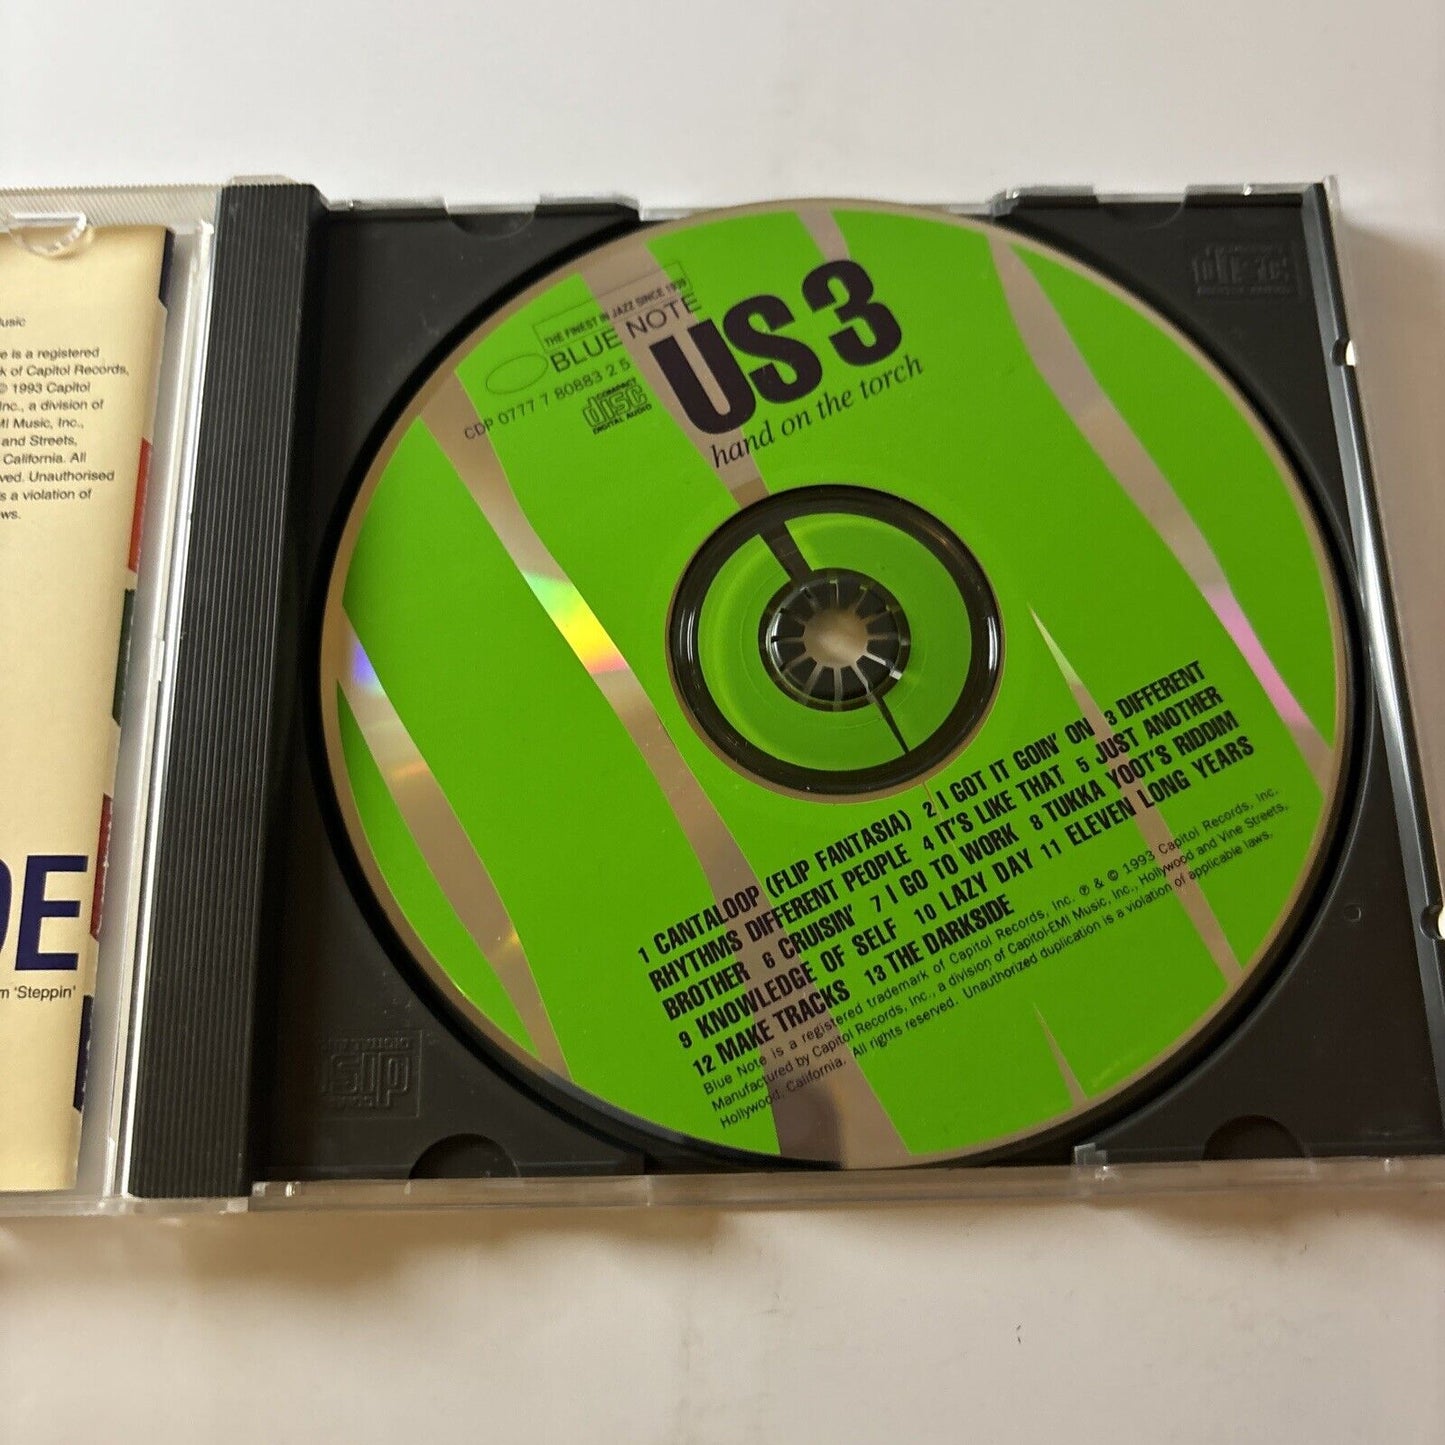 usic
e is a registered
k of Capitol Records,
© 1993 Capitol
Inc., a division of
MI Music, Inc.,
and Streets,
California. All
ved. Unauthorised
s a violation of
ws.
DE
m 'Steppin'
THE FINEST IN JAZZ SINCE 1939
BLUE NOTE
CDP 0777 7 80883 2 5
COMPACT
disc
DIGITAL AUDIO
US3
hand on the torch
1 CANTALOOP (FLIP FANTASIA) 2 I GOT IT GOIN' ON 3 DIFFERENT
RHYTHMS DIFFERENT PEOPLE 4 IT'S LIKE THAT 5 JUST ANOTHER
BROTHER 6 CRUISIN' 7 I GO TO WORK 8 TUKKA YOOT'S RIDDIM
9 KNOWLEDGE OF SELF 10 LAZY DAY 11 ELEVEN LONG YEARS
12 MAKE TRACKS 13 THE DARKSIDE
Blue Note is a registered trademark of Capitol Records, Inc. ℗ & © 1993 Capitol Records, Inc.
Manufactured by Capitol Records, Inc., a division of Capitol-EMI Music, Inc., Hollywood and Vine Streets,
Hollywood, California. All rights reserved. Unauthorized duplication is a violation of applicable laws.
disc